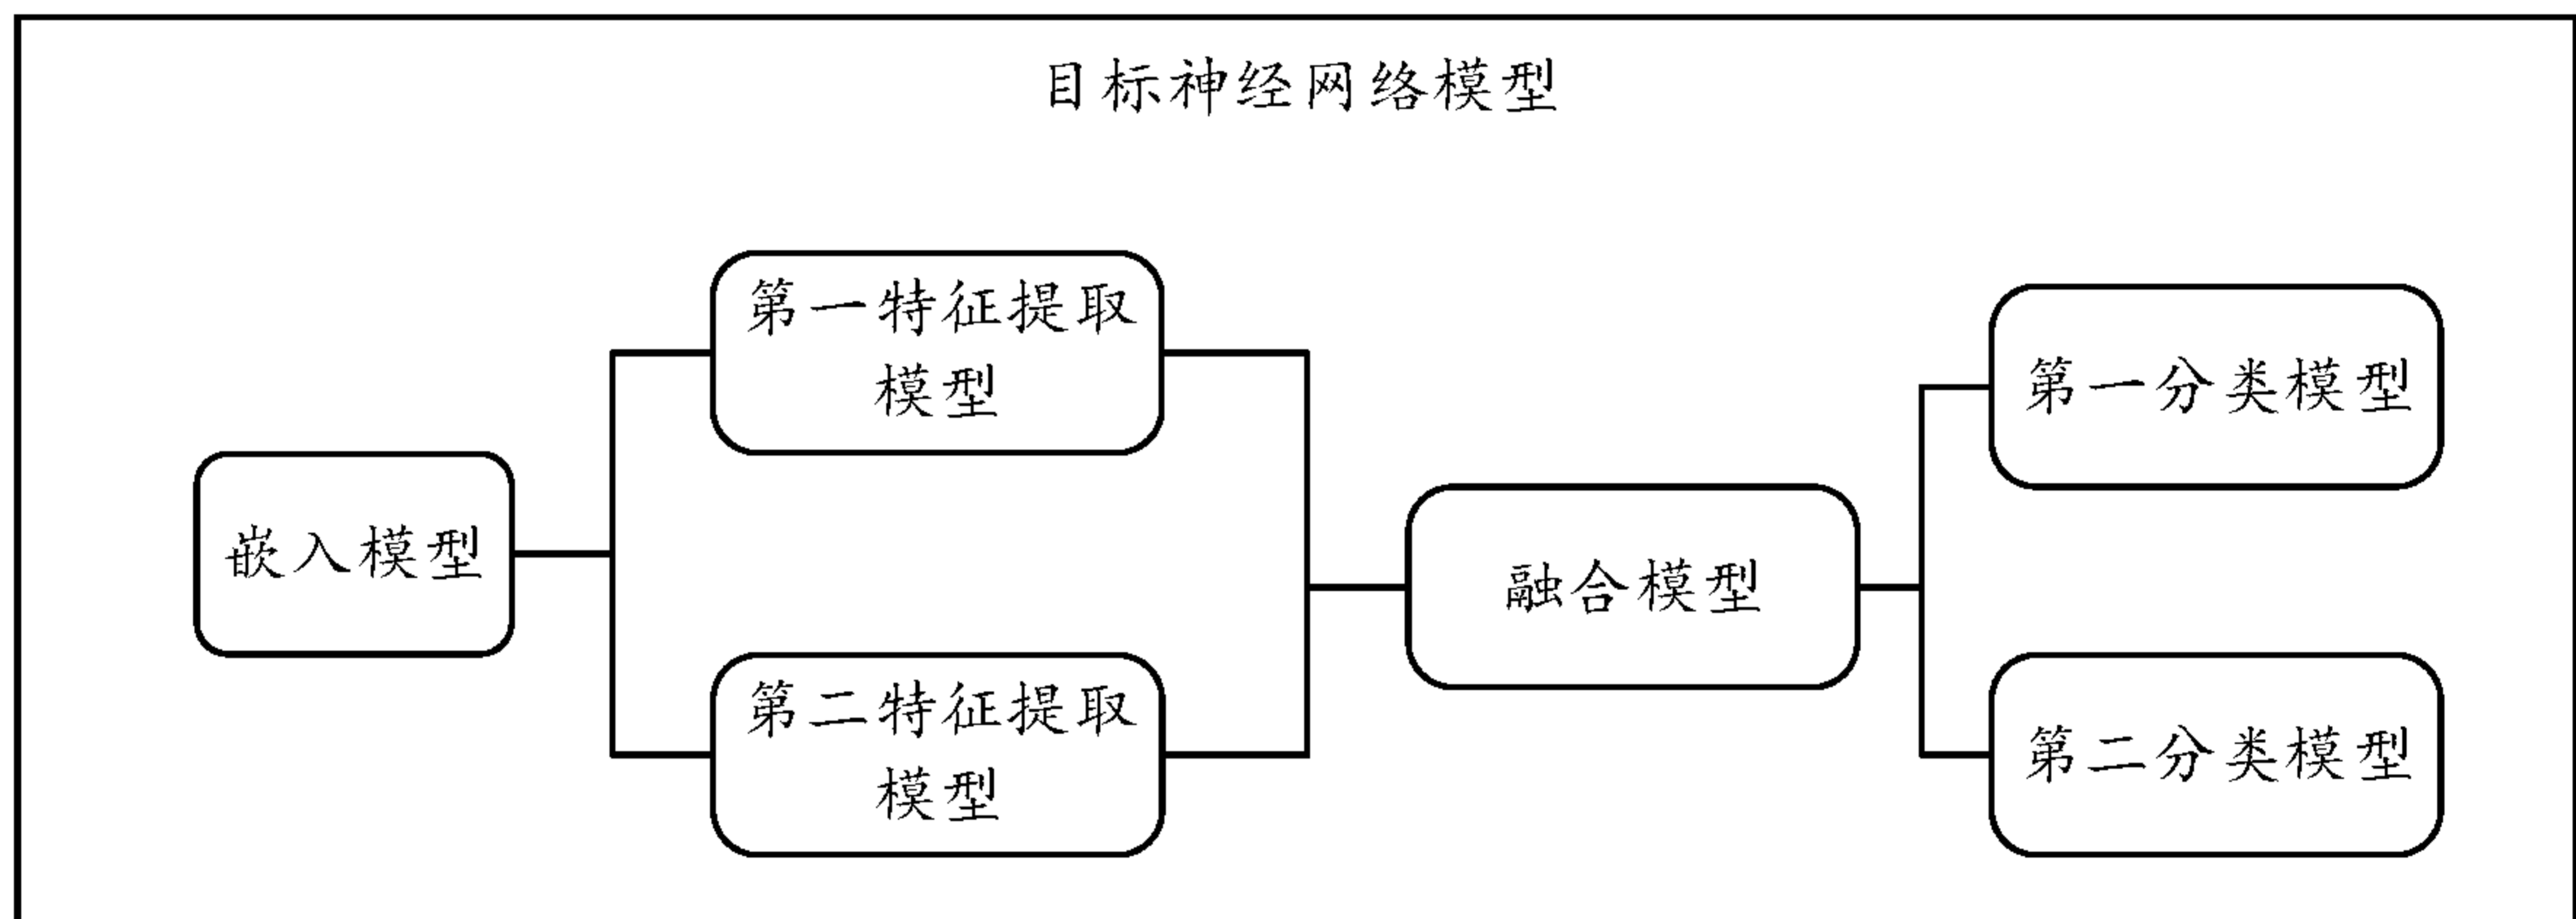 目标神经网络模型
第一特征提取
模型
第一分类模型
嵌入模型
融合模型
第二特征提取
模型
第二分类模型